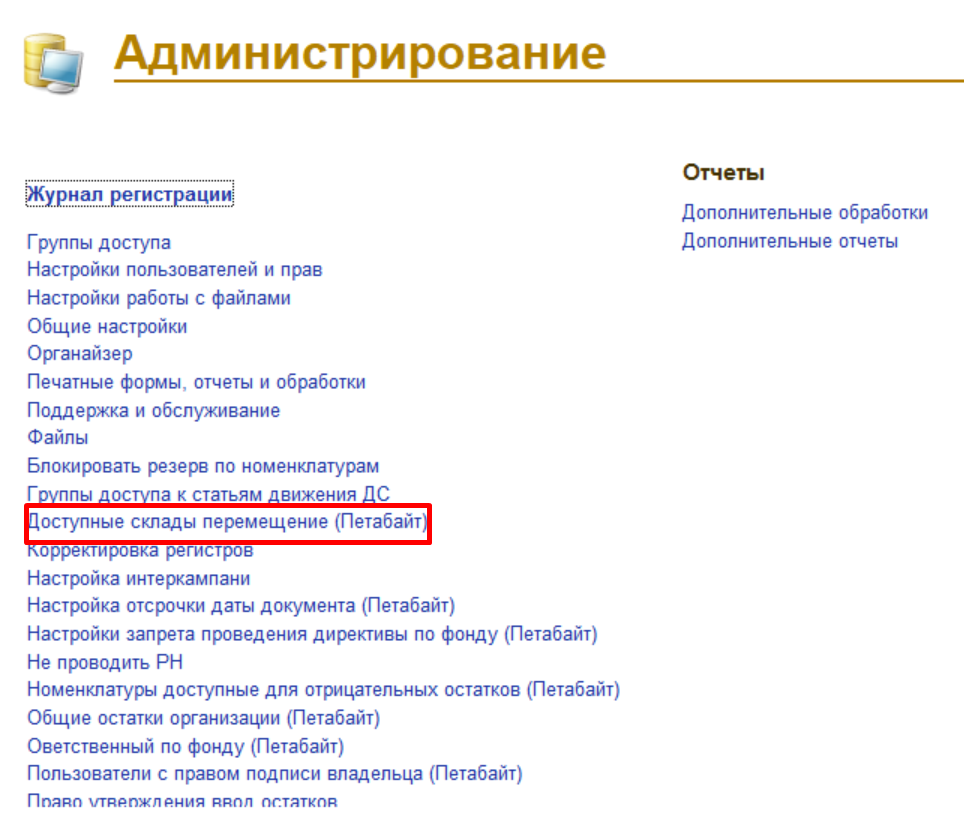 Администрирование
Журнал регистрации
Группы доступа
Настройки пользователей и прав
Настройки работы с файлами
Общие настройки
Органайзер
Печатные формы, отчеты и обработки
Поддержка и обслуживание
Файлы
Блокировать резерв по номенклатурам
Группы доступа к статьям движения ДС
Доступные склады перемещение (Петабайт)
Корректировка регистров
Настройка интеркампани
Настройка отсрочки даты документа (Петабайт)
Настройки запрета проведения директивы по фонду (Петабайт)
Не проводить РН
Номенклатуры доступные для отрицательных остатков (Петабайт)
Общие остатки организации (Петабайт)
Оветственный по фонду (Петабайт)
Пользователи с правом подписи владельца (Петабайт)
Право утверждения ввод остатков
Отчеты
Дополнительные обработки
Дополнительные отчеты